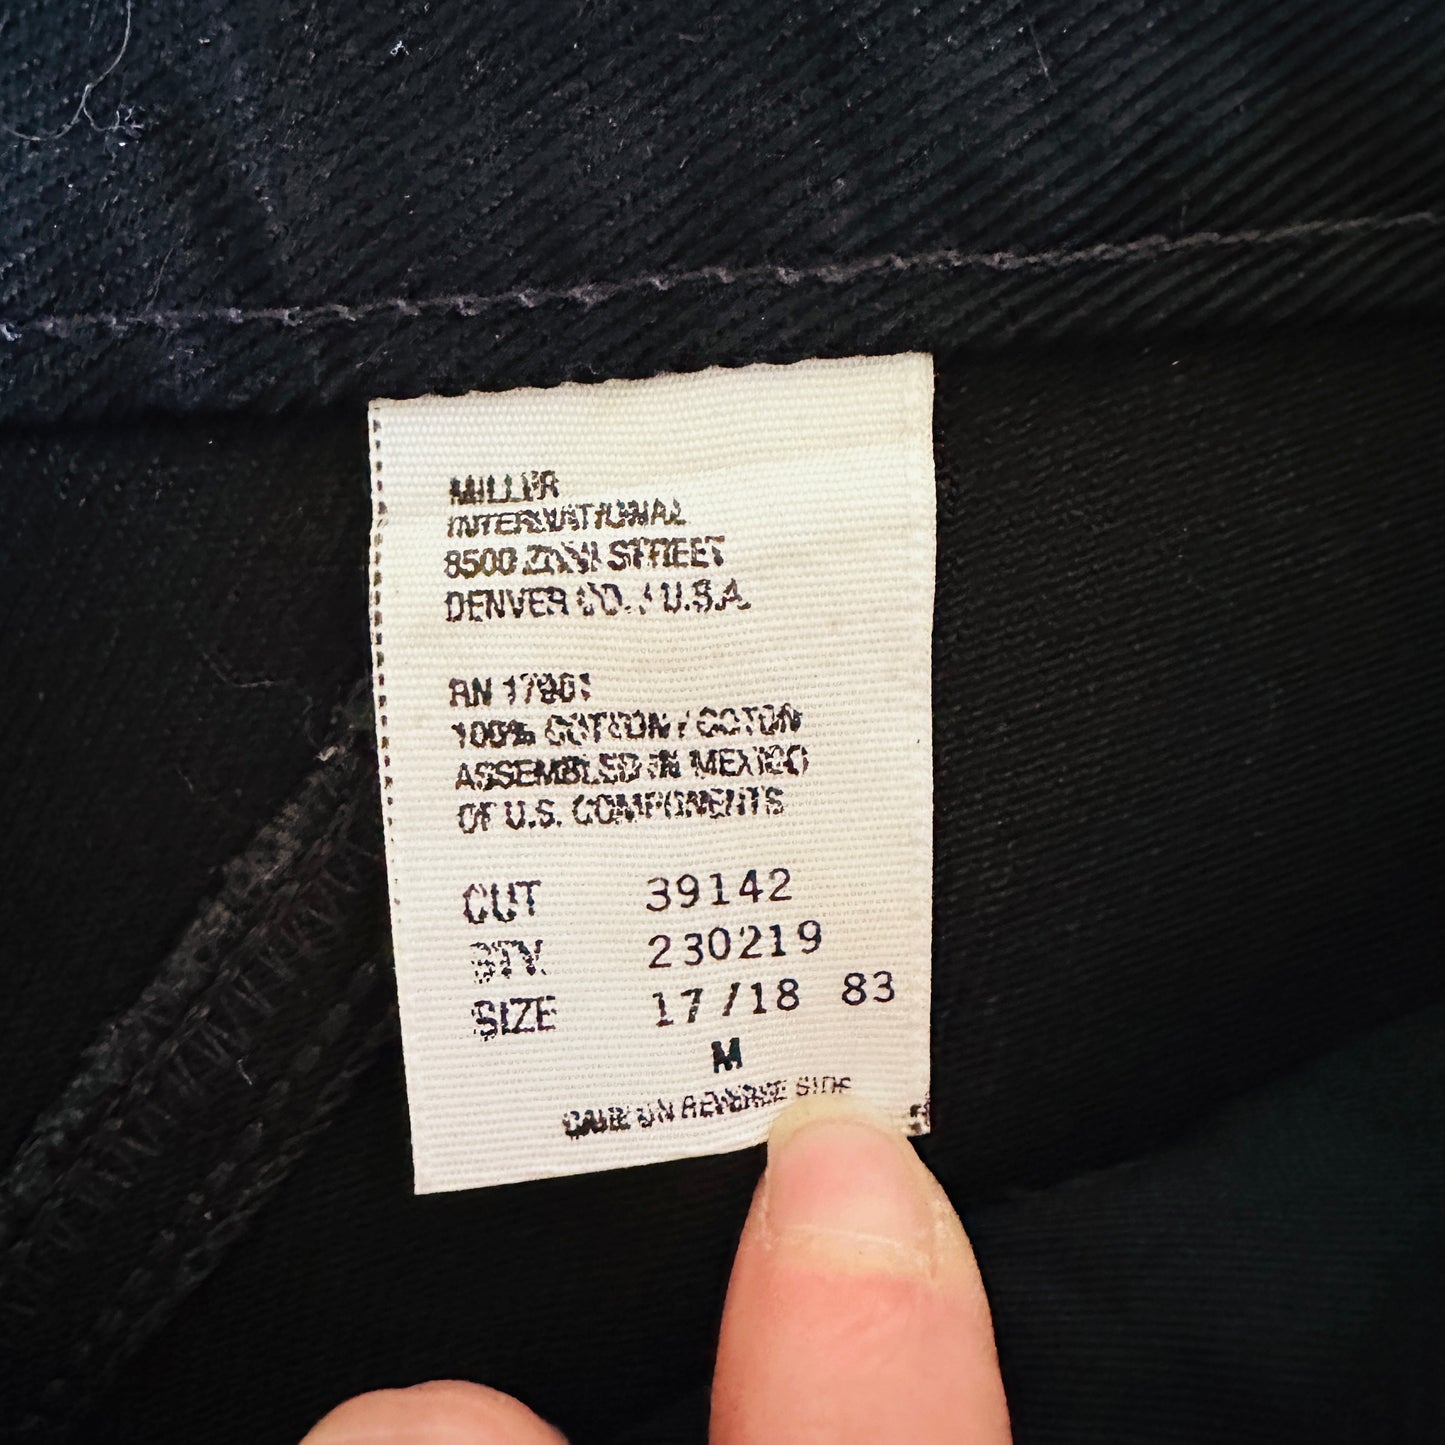 MILLER
INTERNATIONAL
8500 ZUNI STREET
DENVER CO. / U.S.A.
RN 17901
100% COTTON / COTON
ASSEMBLED IN MEXICO
OF U.S. COMPONENTS
CUT 39142
STY. 230219
SIZE 17/18 83
M
CARE ON REVERSE SIDE